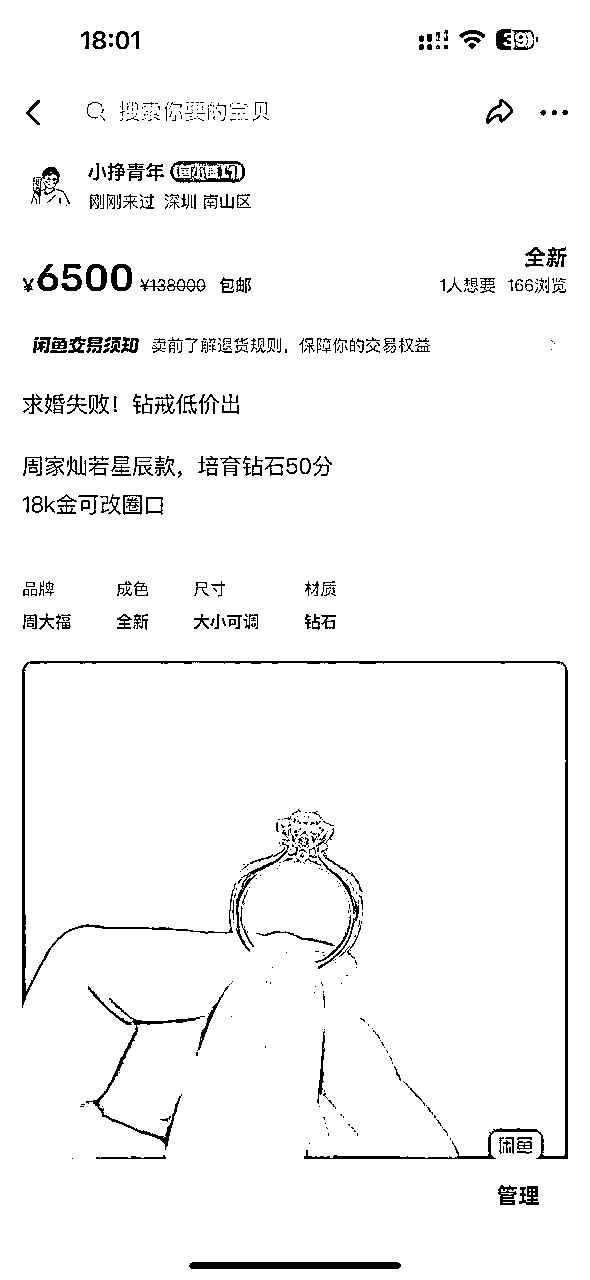 18:01
搜索你要的宝贝
小挣青年
刚刚来过 深圳 南山区
¥6500 ¥138000 包邮
全新
1人想要 166浏览
闲鱼交易须知 卖前了解退货规则，保障你的交易权益
求婚失败！钻戒低价出
周家灿若星辰款，培育钻石50分
18k金可改圈口
品牌 成色 尺寸 材质
周大福 全新 大小可调 钻石
闲鱼
管理